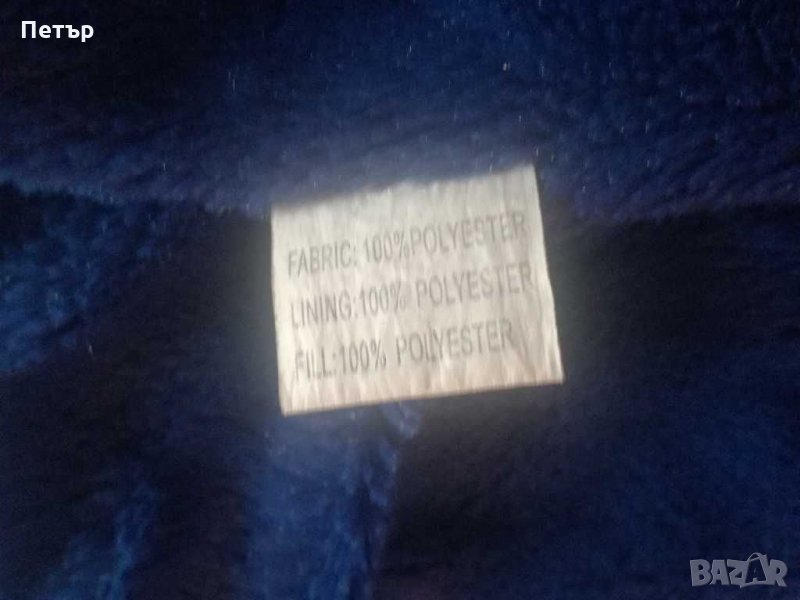 Петър
FABRIC: 100%POLYESTER
LINING:100% POLYESTER
FILL:100% POLYESTER
BAZAR